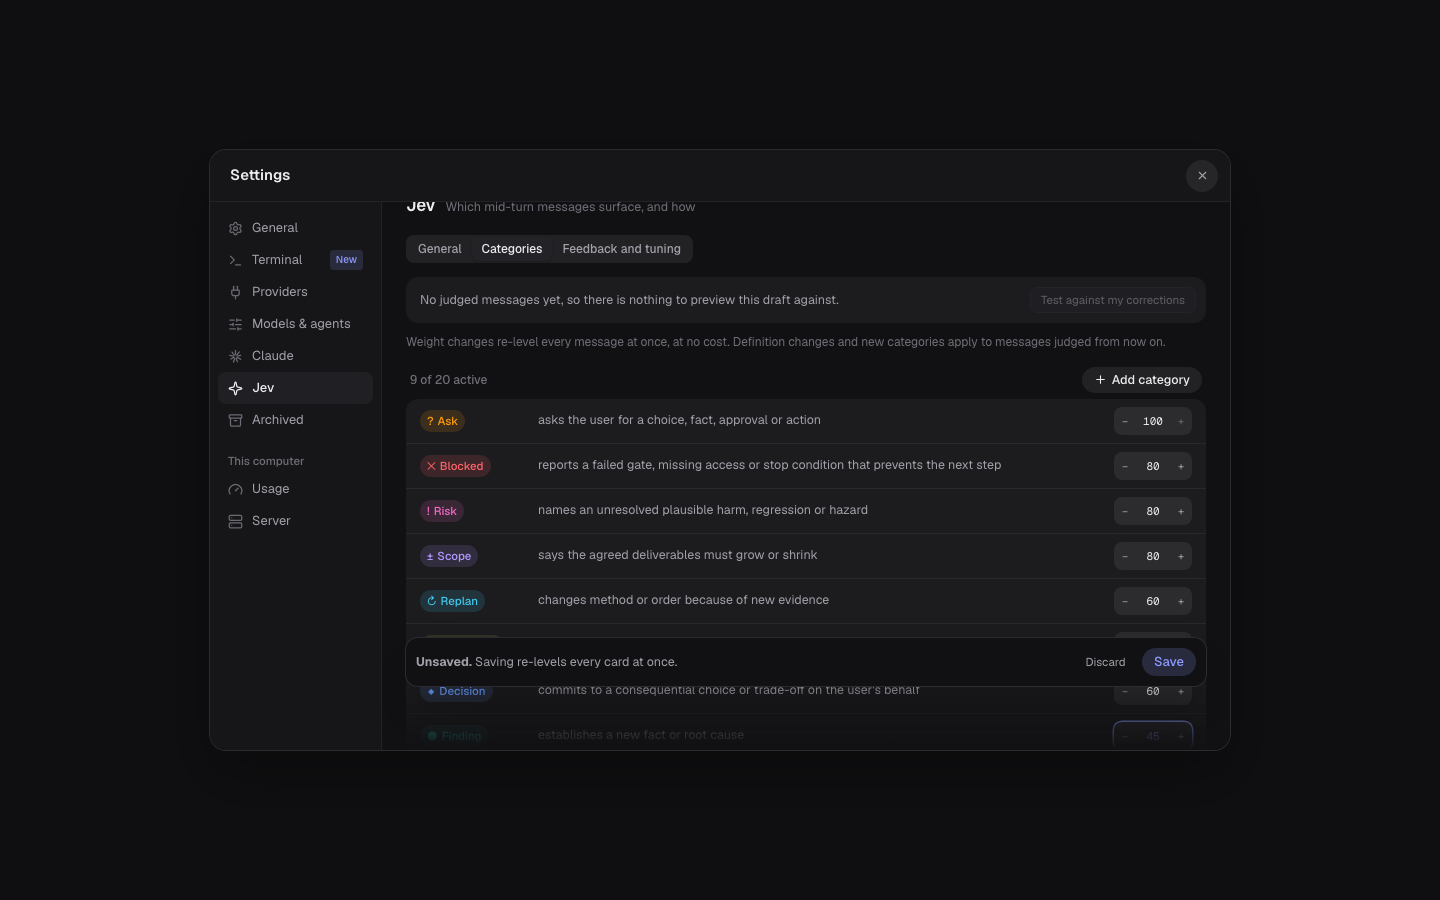 Settings
Jev Which mid-turn messages surface, and how
General
Terminal New
Providers
Models & agents
Claude
Jev
Archived
This computer
Usage
Server
General Categories Feedback and tuning
No judged messages yet, so there is nothing to preview this draft against. Test against my corrections
Weight changes re-level every message at once, at no cost. Definition changes and new categories apply to messages judged from now on.
9 of 20 active + Add category
? Ask asks the user for a choice, fact, approval or action − 100 +
Blocked reports a failed gate, missing access or stop condition that prevents the next step − 80 +
! Risk names an unresolved plausible harm, regression or hazard − 80 +
± Scope says the agreed deliverables must grow or shrink − 80 +
Replan changes method or order because of new evidence − 60 +
Unsaved. Saving re-levels every card at once. Discard Save
Decision commits to a consequential choice or trade-off on the user's behalf − 60 +
Finding establishes a new fact or root cause − 45 +